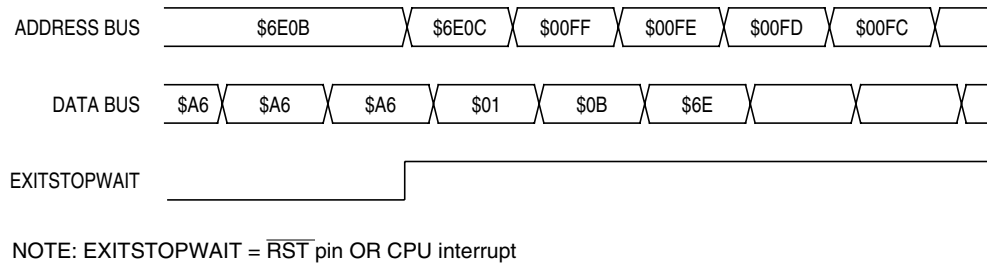 ADDRESS BUS $6E0B $6E0C $00FF $00FE $00FD $00FC
DATA BUS $A6 $A6 $A6 $01 $0B $6E
EXITSTOPWAIT
NOTE: EXITSTOPWAIT = RST pin OR CPU interrupt